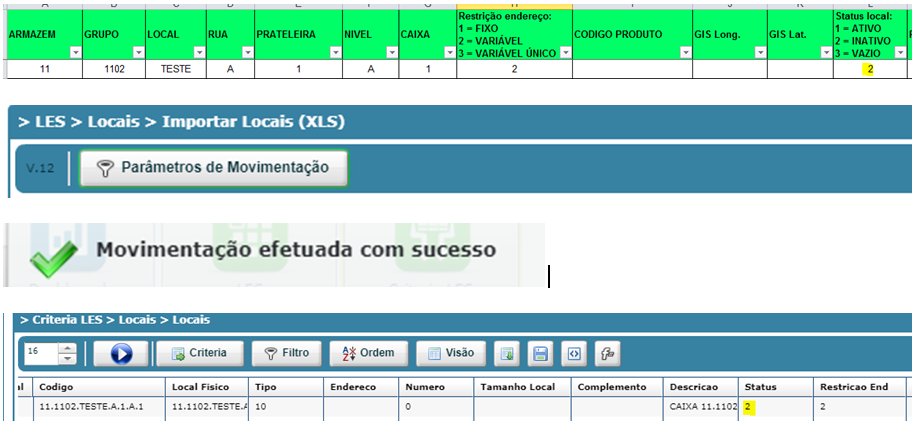 ARMAZEM GRUPO LOCAL RUA PRATELEIRA NIVEL CAIXA Restrição endereço: 1 = FIXO 2 = VARIÁVEL 3 = VARIÁVEL ÚNICO CODIGO PRODUTO GIS Long. GIS Lat. Status local: 1 = ATIVO 2 = INATIVO 3 = VAZIO
11 1102 TESTE A 1 A 1 2 2
> LES > Locais > Importar Locais (XLS)
V.12 Parâmetros de Movimentação
Movimentação efetuada com sucesso
> Criteria LES > Locais > Locais
16 Criteria Filtro Ordem Visão
Codigo Local Fisico Tipo Endereco Numero Tamanho Local Complemento Descricao Status Restricao End
11.1102.TESTE.A.1.A.1 11.1102.TESTE.A 10 0 CAIXA 11.1102 2 2